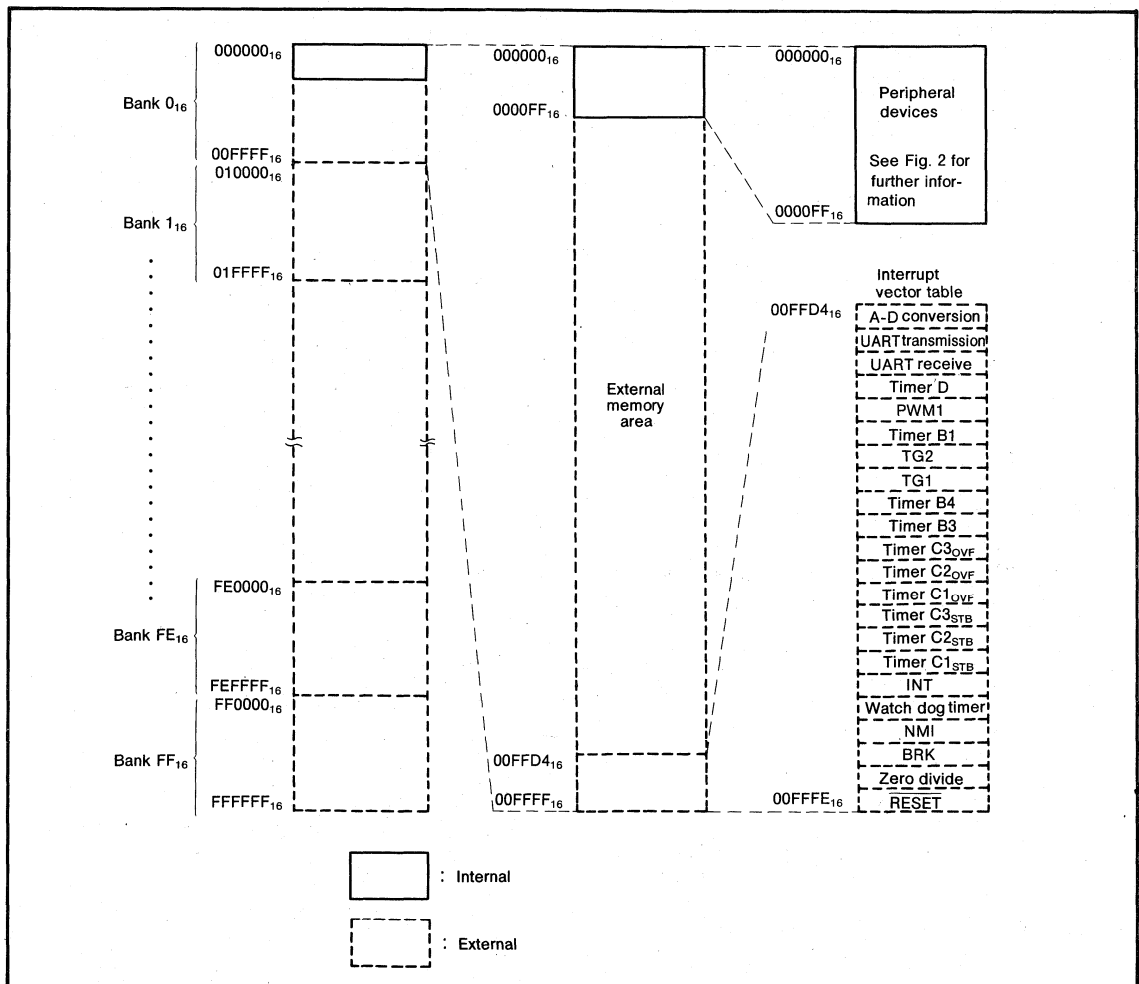 000000₁₆
Bank 0₁₆
00FFFF₁₆
010000₁₆
Bank 1₁₆
01FFFF₁₆
FE0000₁₆
Bank FE₁₆
FEFFFF₁₆
FF0000₁₆
Bank FF₁₆
FFFFFF₁₆
000000₁₆
0000FF₁₆
External
memory
area
00FFD4₁₆
00FFFF₁₆
000000₁₆
Peripheral
devices
See Fig. 2 for
further infor-
mation
0000FF₁₆
Interrupt
vector table
00FFD4₁₆
A-D conversion
UART transmission
UART receive
Timer D
PWM1
Timer B1
TG2
TG1
Timer B4
Timer B3
Timer C3OVF
Timer C2OVF
Timer C1OVF
Timer C3STB
Timer C2STB
Timer C1STB
INT
Watch dog timer
NMI
BRK
Zero divide
00FFFE₁₆
RESET
: Internal
: External